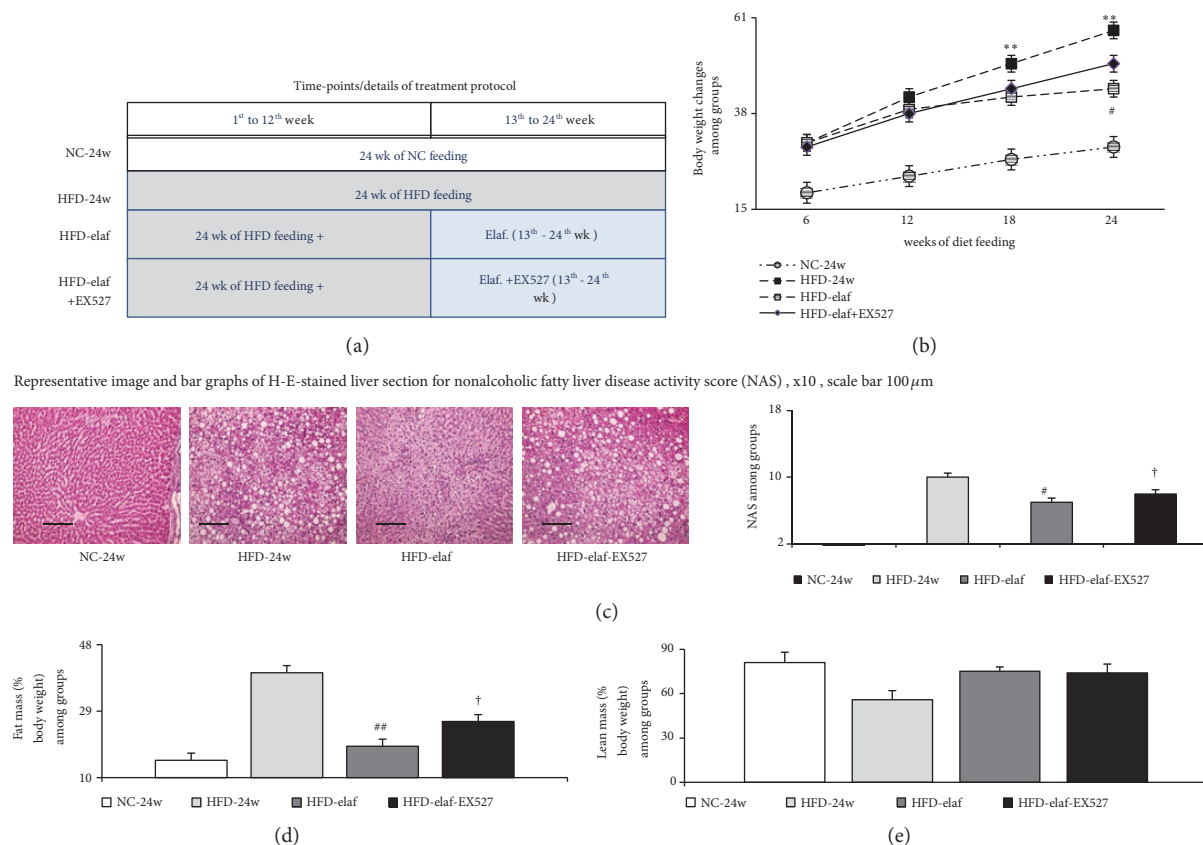 Time-points/details of treatment protocol
1st to 12th week
13th to 24th week
NC-24w
24 wk of NC feeding
HFD-24w
24 wk of HFD feeding
HFD-elaf
24 wk of HFD feeding +
Elaf. (13th - 24th wk )
HFD-elaf
+EX527
24 wk of HFD feeding +
Elaf. +EX527 (13th - 24th
wk )
(a)
Body weight changes
among groups
61
38
15
**
**
#
6
12
18
24
weeks of diet feeding
NC-24w
HFD-24w
HFD-elaf
HFD-elaf+EX527
(b)
Representative image and bar graphs of H-E-stained liver section for nonalcoholic fatty liver disease activity score (NAS) , x10 , scale bar 100 μm
NC-24w
HFD-24w
HFD-elaf
HFD-elaf-EX527
NAS among groups
18
10
2
#
†
NC-24w
HFD-24w
HFD-elaf
HFD-elaf-EX527
(c)
Fat mass (%
body weight)
among groups
48
29
10
##
†
NC-24w
HFD-24w
HFD-elaf
HFD-elaf-EX527
(d)
Lean mass (%
body weight)
among groups
90
60
30
0
NC-24w
HFD-24w
HFD-elaf
HFD-elaf-EX527
(e)